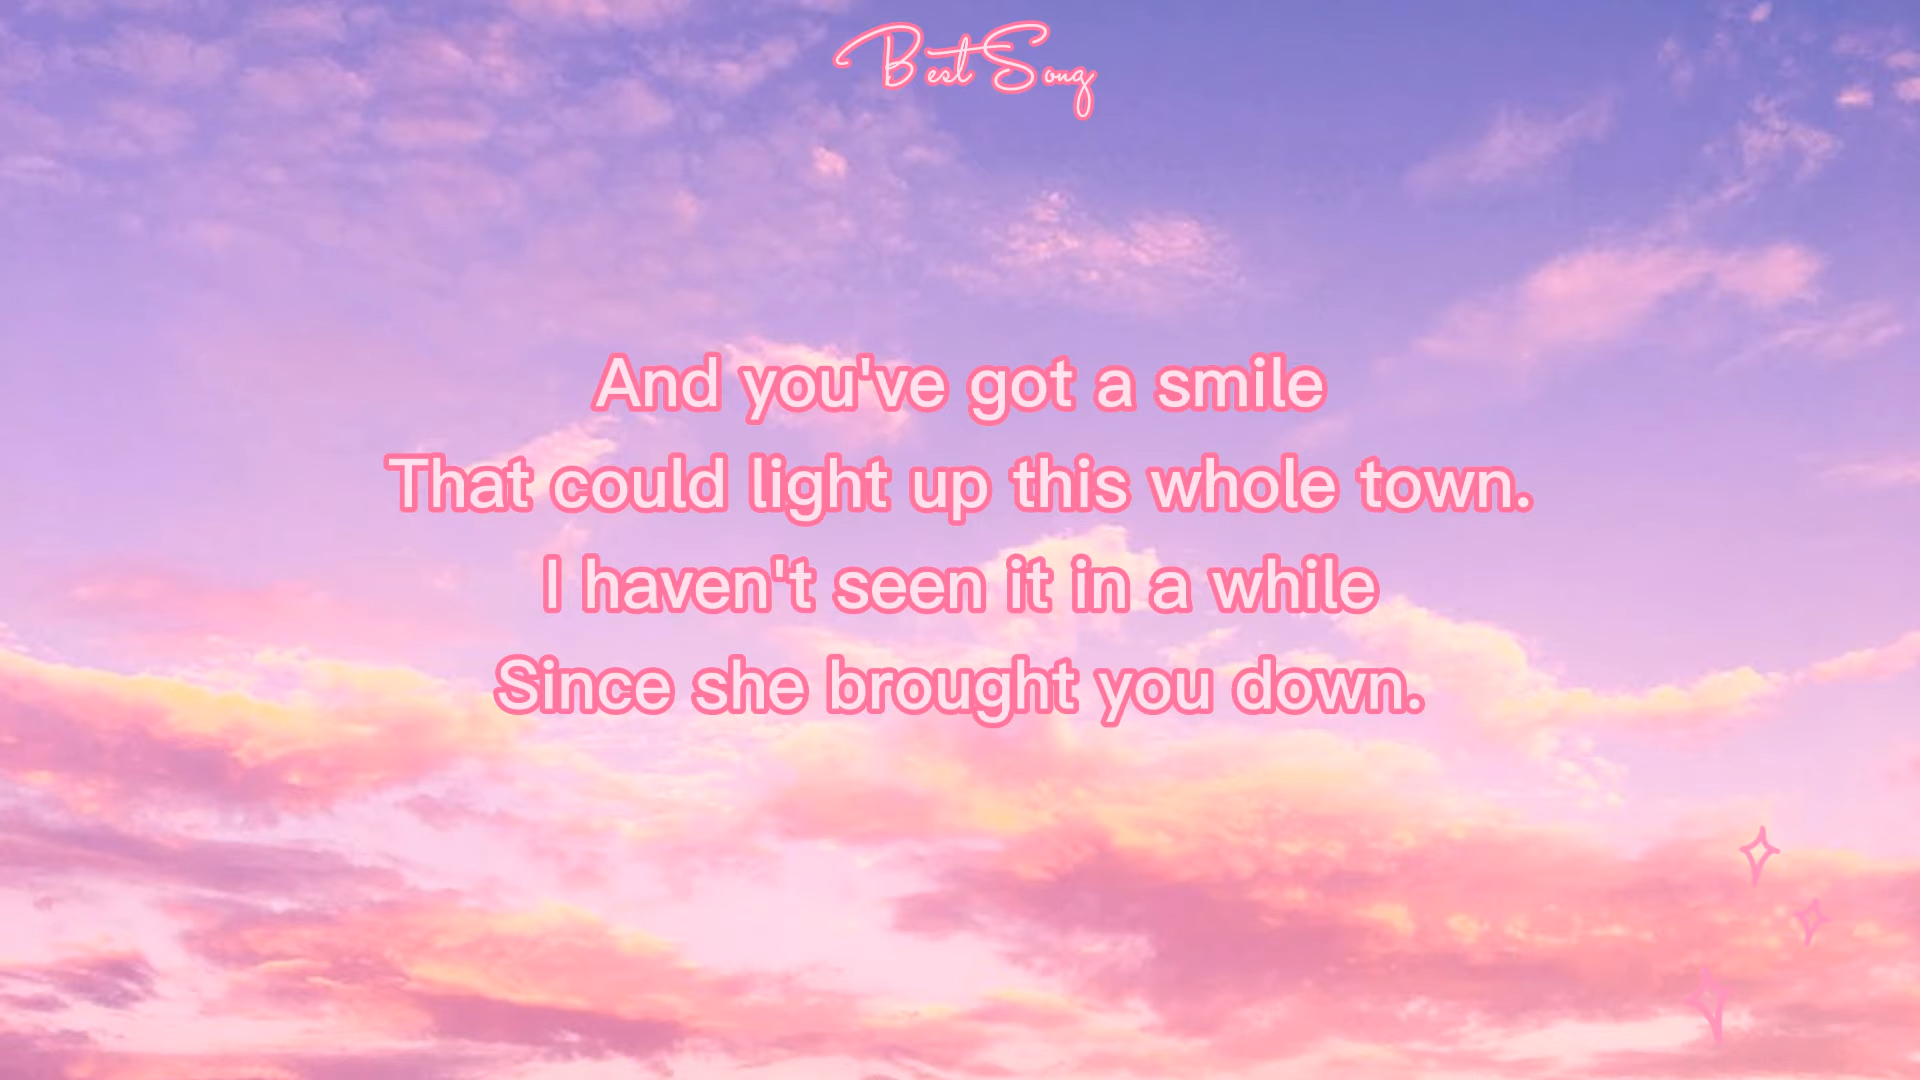 Best Song
And you've got a smile
That could light up this whole town.
I haven't seen it in a while
Since she brought you down.